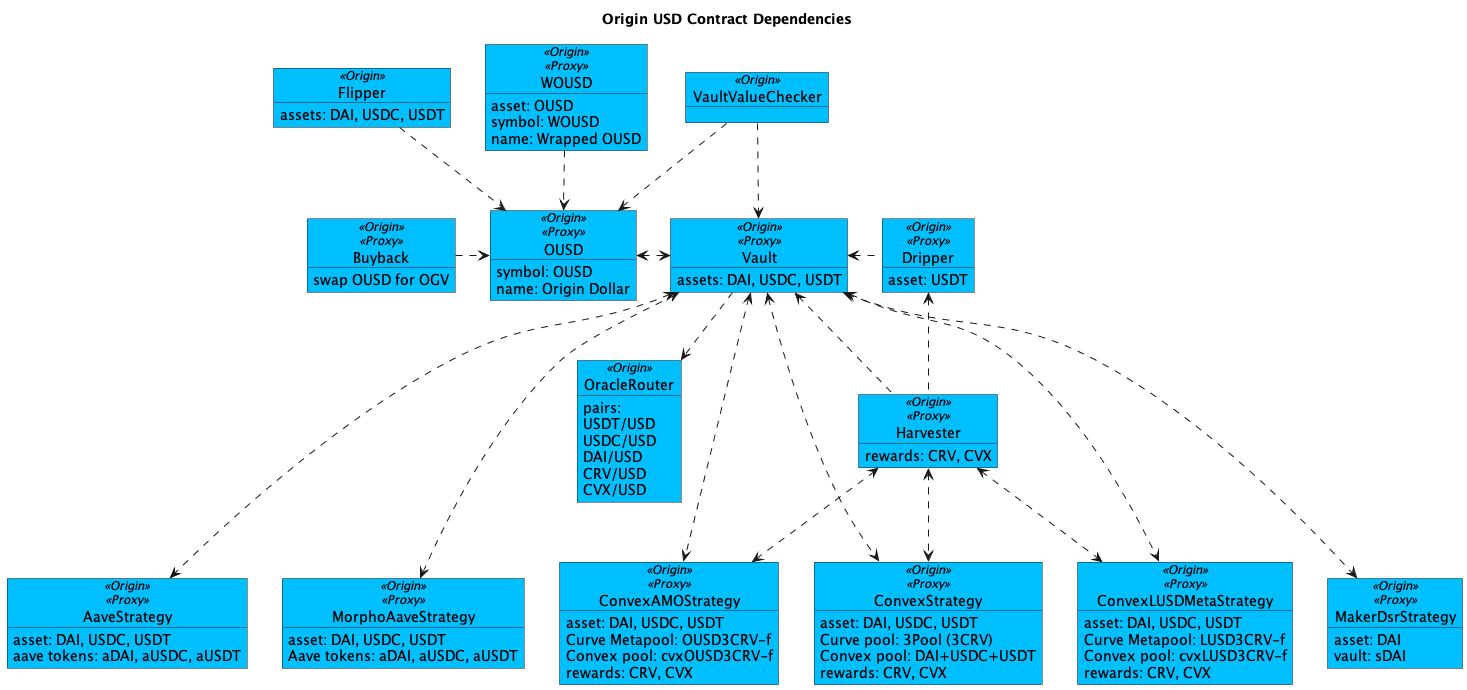 Origin USD Contract Dependencies
«Origin»
Flipper
assets: DAI, USDC, USDT
«Origin»
«Proxy»
WOUSD
asset: OUSD
symbol: WOUSD
name: Wrapped OUSD
«Origin»
VaultValueChecker
«Origin»
«Proxy»
Buyback
swap OUSD for OGV
«Origin»
«Proxy»
OUSD
symbol: OUSD
name: Origin Dollar
«Origin»
«Proxy»
Vault
assets: DAI, USDC, USDT
«Origin»
«Proxy»
Dripper
asset: USDT
«Origin»
OracleRouter
pairs:
USDT/USD
USDC/USD
DAI/USD
CRV/USD
CVX/USD
«Origin»
«Proxy»
Harvester
rewards: CRV, CVX
«Origin»
«Proxy»
AaveStrategy
asset: DAI, USDC, USDT
aave tokens: aDAI, aUSDC, aUSDT
«Origin»
«Proxy»
MorphoAaveStrategy
asset: DAI, USDC, USDT
Aave tokens: aDAI, aUSDC, aUSDT
«Origin»
«Proxy»
ConvexAMOStrategy
asset: DAI, USDC, USDT
Curve Metapool: OUSD3CRV-f
Convex pool: cvxOUSD3CRV-f
rewards: CRV, CVX
«Origin»
«Proxy»
ConvexStrategy
asset: DAI, USDC, USDT
Curve pool: 3Pool (3CRV)
Convex pool: DAI+USDC+USDT
rewards: CRV, CVX
«Origin»
«Proxy»
ConvexLUSDMetaStrategy
asset: DAI, USDC, USDT
Curve Metapool: LUSD3CRV-f
Convex pool: cvxLUSD3CRV-f
rewards: CRV, CVX
«Origin»
«Proxy»
MakerDsrStrategy
asset: DAI
vault: sDAI